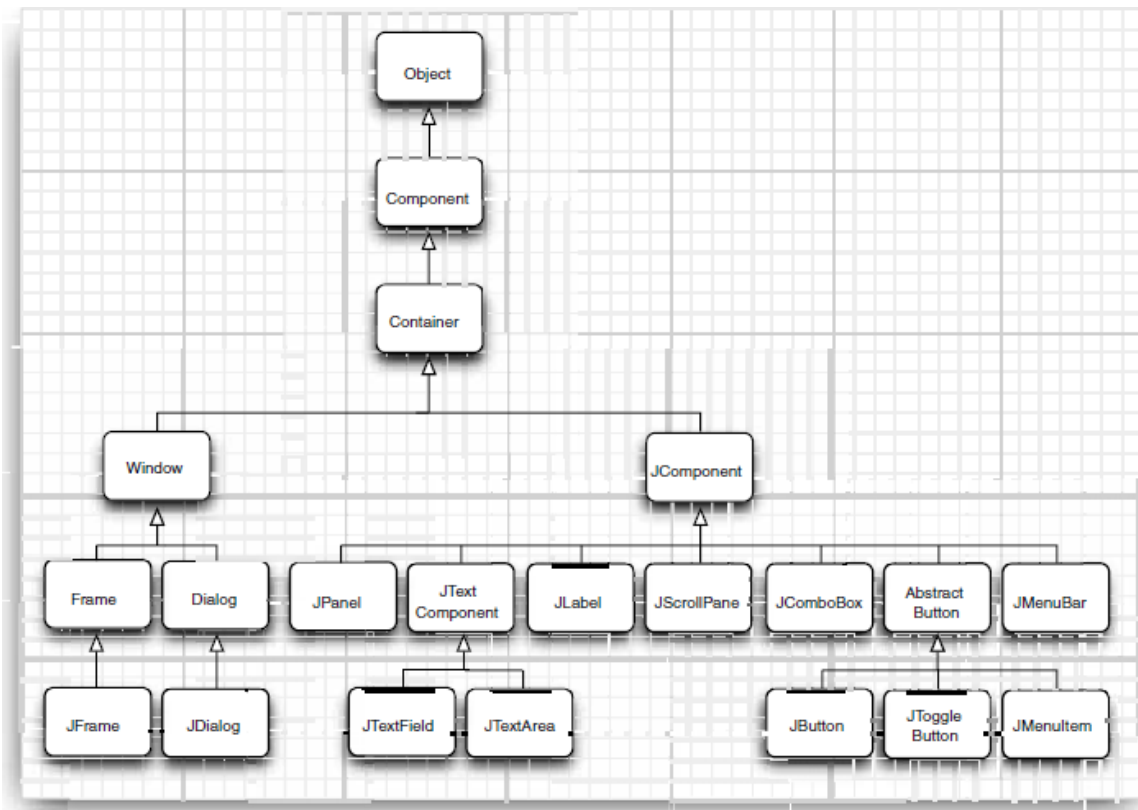 Object
Component
Container
Window
JComponent
Frame
Dialog
JPanel
JText
Component
JLabel
JScrollPane
JComboBox
Abstract
Button
JMenuBar
JFrame
JDialog
JTextField
JTextArea
JButton
JToggle
Button
JMenuItem